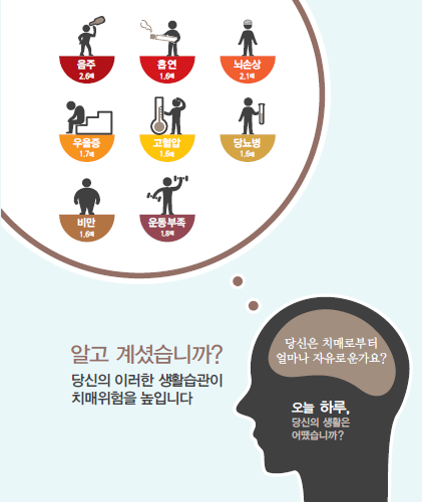 음주
2.6배
흡연
1.6배
뇌손상
2.1배
우울증
1.7배
고혈압
1.6배
당뇨병
1.6배
비만
1.6배
운동부족
1.8배
당신은 치매로부터
얼마나 자유로운가요?
알고 계셨습니까?
당신의 이러한 생활습관이
치매위험을 높입니다
오늘 하루,
당신의 생활은
어땠습니까?